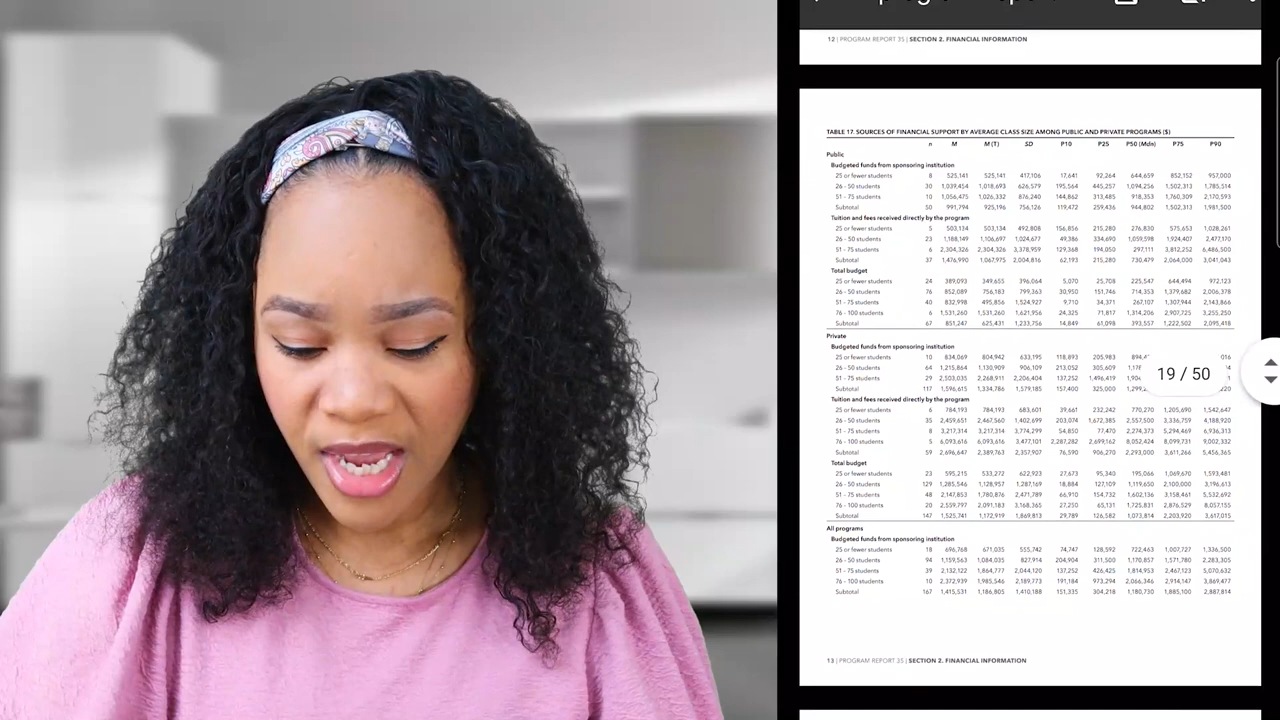 12 | PROGRAM REPORT 35 | SECTION 2. FINANCIAL INFORMATION
TABLE 17. SOURCES OF FINANCIAL SUPPORT BY AVERAGE CLASS SIZE AMONG PUBLIC AND PRIVATE PROGRAMS ($)
n M M (T) SD P10 P25 P50 (Mdn) P75 P90
Public
Budgeted funds from sponsoring institution
25 or fewer students 8 525,141 525,141 417,106 17,641 92,264 644,659 852,152 957,000
26 - 50 students 30 1,039,454 1,018,693 626,579 195,564 445,257 1,094,256 1,502,313 1,785,514
51 - 75 students 10 1,056,475 1,026,332 876,240 144,862 313,485 918,353 1,760,309 2,170,593
Subtotal 50 991,794 925,196 756,126 119,472 259,436 944,802 1,502,313 1,981,500
Tuition and fees received directly by the program
25 or fewer students 5 503,134 503,134 492,808 156,856 215,280 276,830 575,653 1,028,261
26 - 50 students 23 1,188,149 1,106,697 1,024,677 49,386 334,690 1,059,598 1,924,407 2,477,170
51 - 75 students 6 2,304,326 2,304,326 3,378,959 129,368 194,050 297,111 3,812,252 6,486,500
Subtotal 37 1,476,990 1,067,975 2,004,816 62,193 215,280 730,479 2,064,000 3,041,043
Total budget
25 or fewer students 24 389,093 349,655 396,064 5,070 25,708 225,547 644,494 972,123
26 - 50 students 76 852,089 756,183 799,363 30,950 151,746 714,353 1,379,682 2,006,378
51 - 75 students 40 832,998 495,856 1,524,927 9,710 34,371 267,107 1,307,944 2,143,866
76 - 100 students 6 1,531,260 1,531,260 1,621,956 24,325 71,817 1,314,206 2,907,725 3,255,250
Subtotal 67 851,247 625,431 1,233,756 14,849 61,098 393,557 1,222,502 2,095,418
Private
Budgeted funds from sponsoring institution
25 or fewer students 10 834,069 804,942 633,195 118,893 205,983
26 - 50 students 64 1,215,864 1,130,909 906,109 213,052 305,609
51 - 75 students 29 2,503,035 2,268,911 2,206,404 137,252 1,496,419
Subtotal 117 1,596,615 1,334,786 1,579,185 157,400 325,000
19 / 50
Tuition and fees received directly by the program
25 or fewer students 6 784,193 784,193 683,601 39,661 232,242 770,270 1,205,690 1,542,647
26 - 50 students 35 2,459,651 2,467,560 1,402,699 203,074 1,672,385 2,557,500 3,336,759 4,188,920
51 - 75 students 8 3,217,314 3,217,314 3,774,299 54,850 77,470 2,274,373 5,294,469 6,936,313
76 - 100 students 5 6,093,616 6,093,616 3,477,101 2,287,282 2,699,162 8,052,424 8,099,731 9,002,332
Subtotal 59 2,696,647 2,389,763 2,357,907 76,590 906,270 2,293,000 3,611,266 5,456,365
Total budget
25 or fewer students 23 595,215 533,272 622,923 27,673 95,340 195,066 1,069,670 1,593,481
26 - 50 students 129 1,285,546 1,128,957 1,287,169 18,884 127,109 1,119,650 2,100,000 3,196,613
51 - 75 students 48 2,147,853 1,780,876 2,471,789 66,910 154,732 1,602,136 3,158,461 5,532,692
76 - 100 students 20 2,559,797 2,091,183 3,168,365 27,250 65,131 1,725,831 2,876,529 8,057,155
Subtotal 147 1,525,741 1,172,919 1,869,813 29,789 126,582 1,073,814 2,203,920 3,617,015
All programs
Budgeted funds from sponsoring institution
25 or fewer students 18 696,768 671,035 555,742 74,747 128,592 722,463 1,007,727 1,336,500
26 - 50 students 94 1,159,563 1,084,035 827,914 204,904 311,500 1,170,857 1,571,780 2,283,305
51 - 75 students 39 2,132,122 1,864,777 2,044,120 137,252 426,425 1,814,953 2,467,123 5,070,632
76 - 100 students 10 2,372,939 1,985,546 2,189,773 191,184 973,294 2,066,346 2,914,147 3,869,477
Subtotal 167 1,415,531 1,186,805 1,410,188 151,335 304,218 1,180,730 1,885,100 2,887,814
13 | PROGRAM REPORT 35 | SECTION 2. FINANCIAL INFORMATION